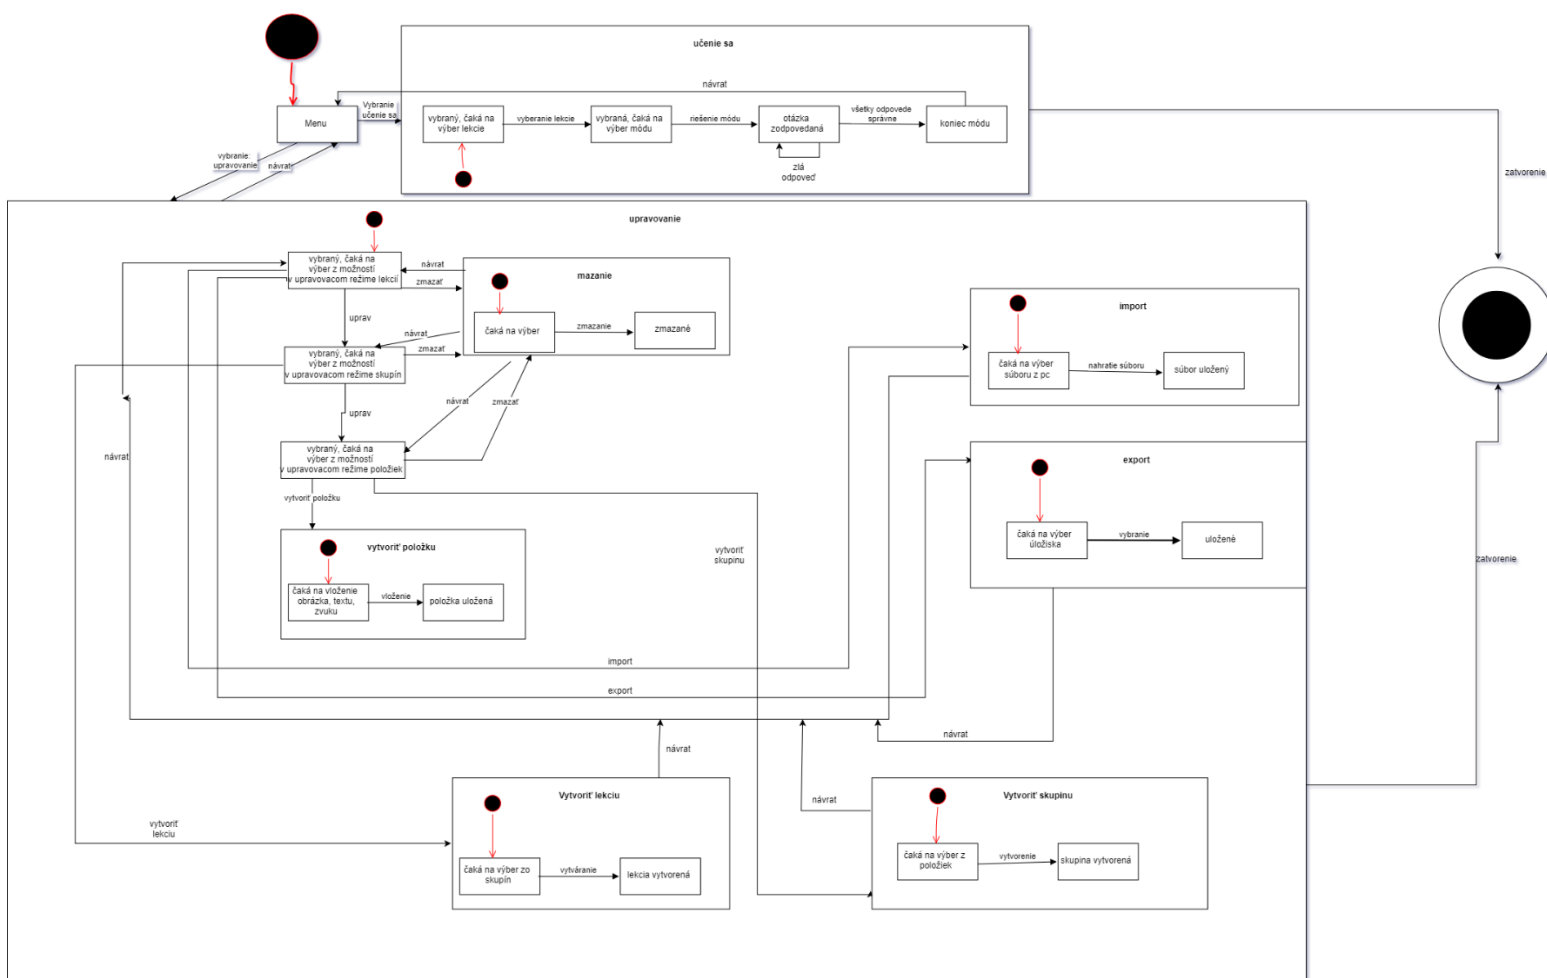 učenie sa
návrat
Menu
Vybranie
učenie sa
vybraný, čaká na
výber lekcie
vyberanie lekcie
vybraná, čaká na
výber módu
riešenie módu
otázka
zodpovedaná
všetky odpovede
správne
koniec módu
zlá
odpoveď
vybranie:
upravovanie
návrat:
zatvorenie
upravovanie
vybraný, čaká na
výber z možností
v upravovacom režime lekcií
návrat
zmazať
mazanie
čaká na výber
zmazanie
zmazané
uprav
návrat
zmazať
vybraný, čaká na
výber z možností
v upravovacom režime skupín
import
čaká na výber
súboru z pc
nahratie súboru
súbor uložený
uprav
návrat
zmazať
vybraný, čaká na
výber z možností
v upravovacom režime položiek
návrat
export
čaká na výber
úložiska
vybranie
uložené
vytvoriť položku
vytvoriť položku
čaká na vloženie
obrázka, textu,
zvuku
vloženie
položka uložená
vytvoriť
skupinu
zatvorenie
import
export
návrat
návrat
Vytvoriť lekciu
čaká na výber zo
skupín
vytváranie
lekcia vytvorená
vytvoriť
lekciu
návrat
Vytvoriť skupinu
čaká na výber z
položiek
vytvorenie
skupina vytvorená